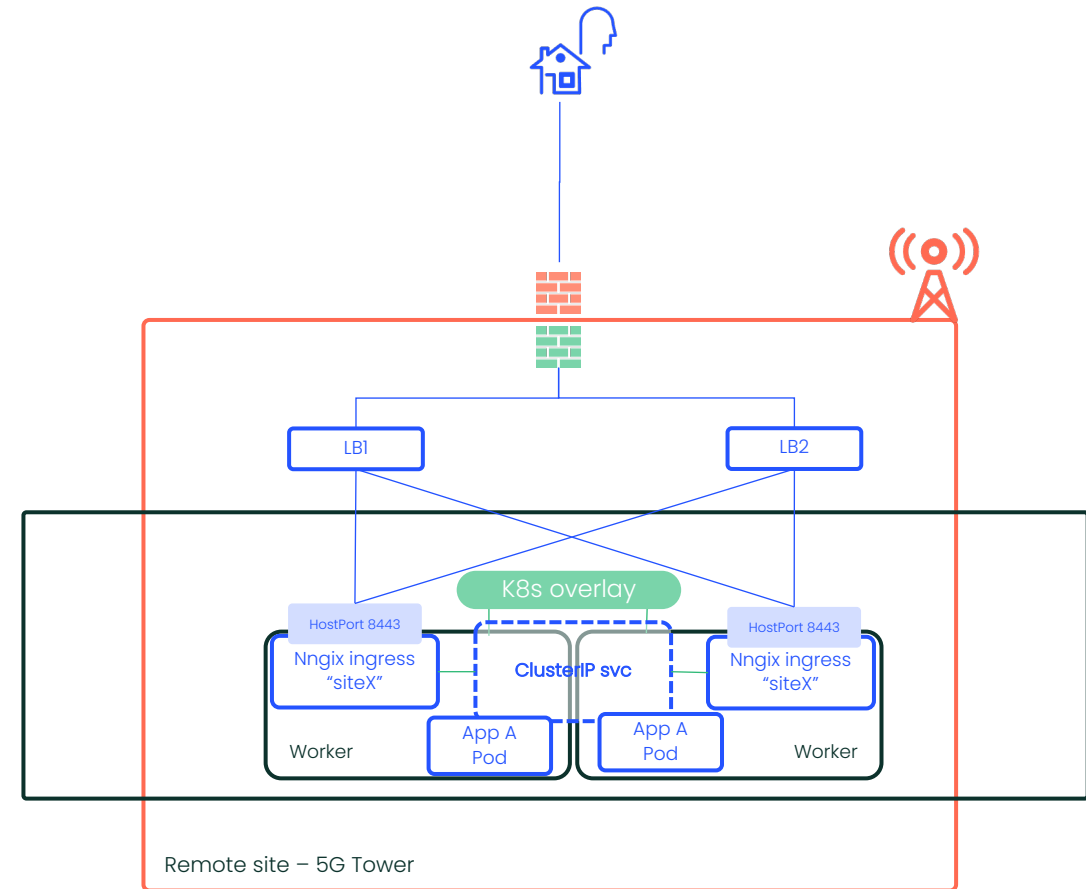 LB1
LB2
K8s overlay
HostPort 8443
HostPort 8443
Nngix ingress
“siteX”
ClusterIP svc
Nngix ingress
“siteX”
App A
Pod
App A
Pod
Worker
Worker
Remote site – 5G Tower